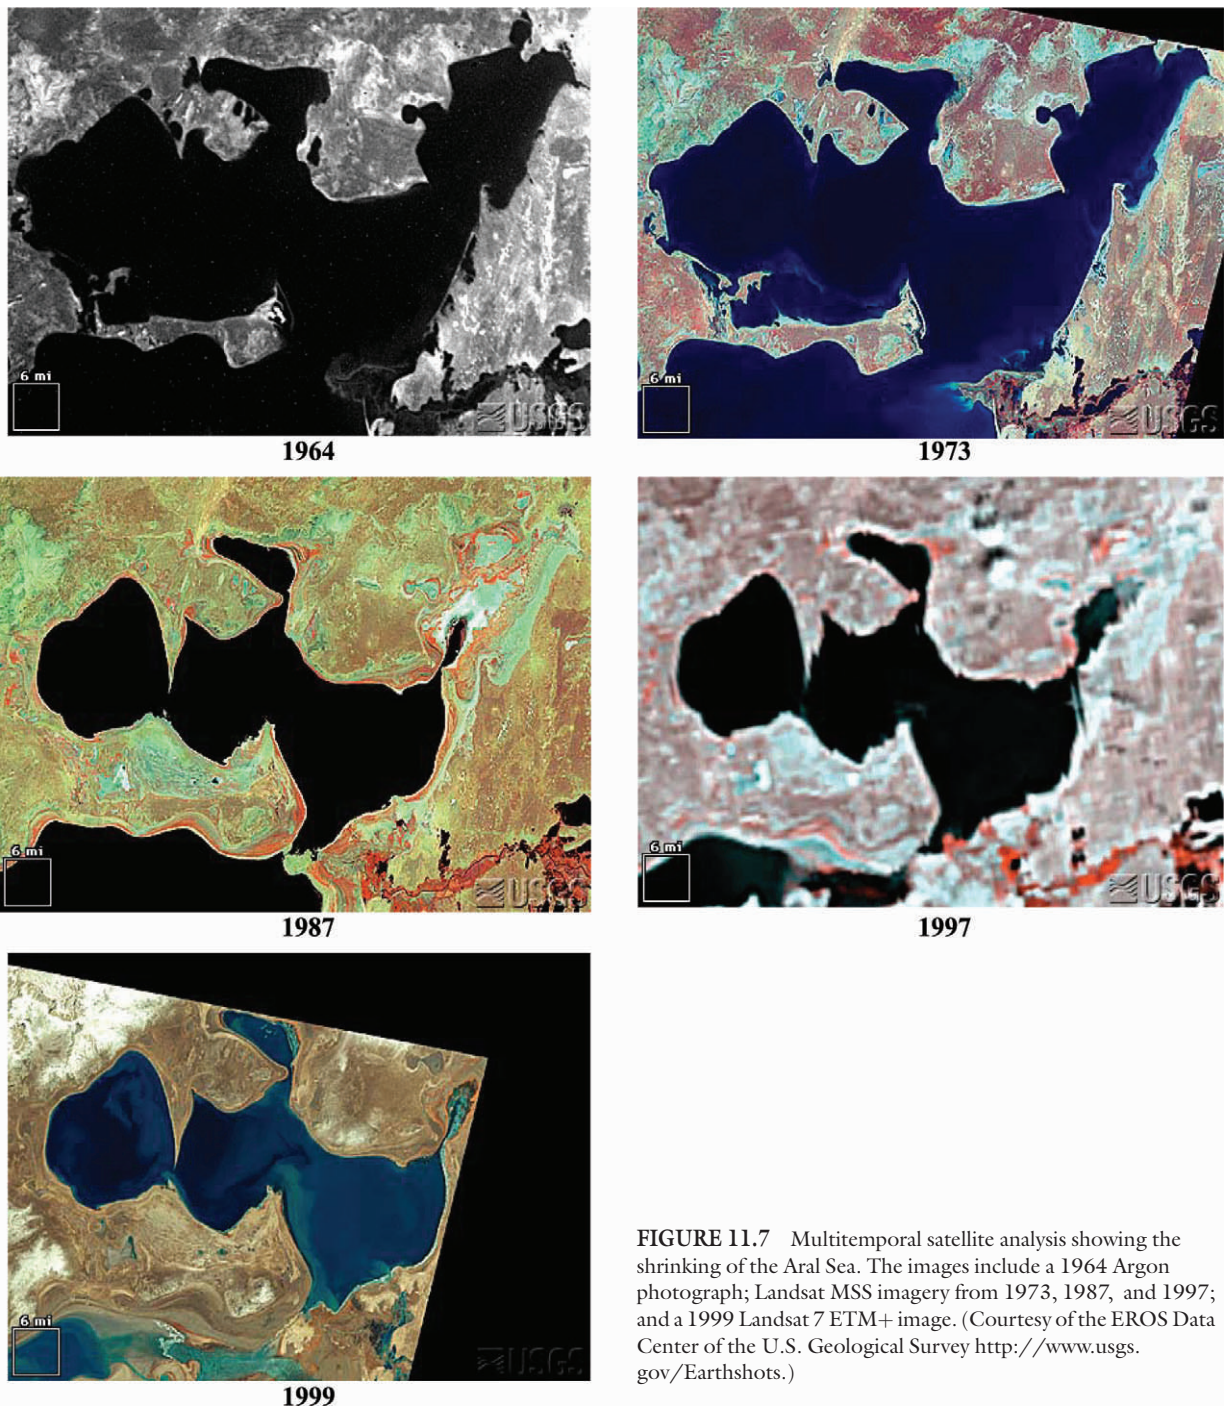 6 mi
USGS
1964
6 mi
USGS
1973
6 mi
USGS
1987
6 mi
USGS
1997
6 mi
USGS
1999
FIGURE 11.7 Multitemporal satellite analysis showing the
shrinking of the Aral Sea. The images include a 1964 Argon
photograph; Landsat MSS imagery from 1973, 1987, and 1997;
and a 1999 Landsat 7 ETM+ image. (Courtesy of the EROS Data
Center of the U.S. Geological Survey http://www.usgs.
gov/Earthshots.)